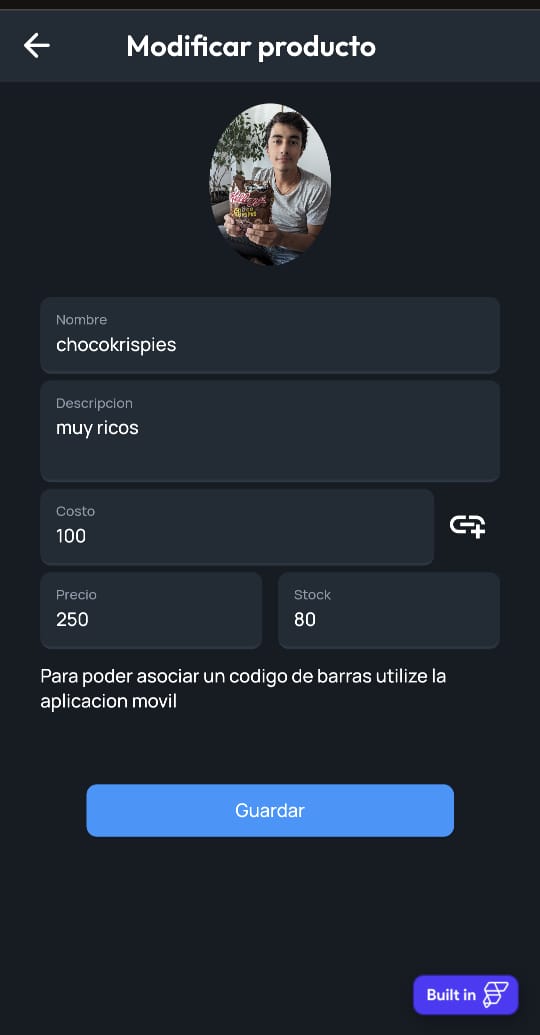 Modificar producto
Nombre
chocokrispies
Descripcion
muy ricos
Costo
100
Precio
250
Stock
80
Para poder asociar un codigo de barras utilize la
aplicacion movil
Guardar
Built in